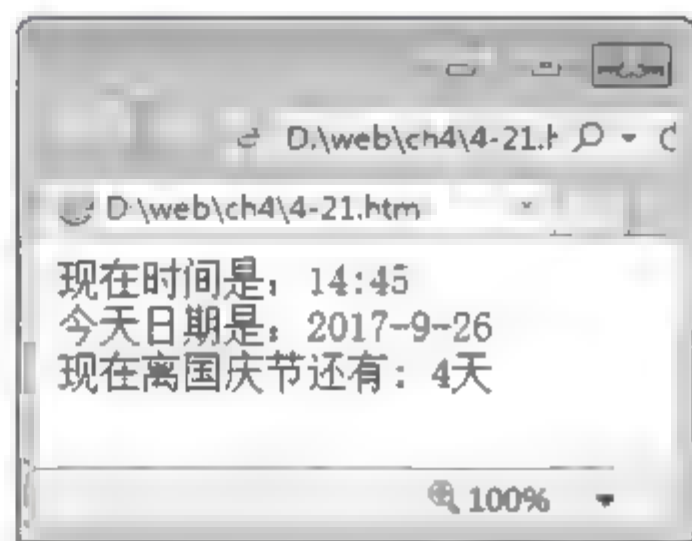 D:\web\ch4\4-21.h
D:\web\ch4\4-21.htm
现在时间是：14:45
今天日期是：2017-9-26
现在离国庆节还有：4天
100%